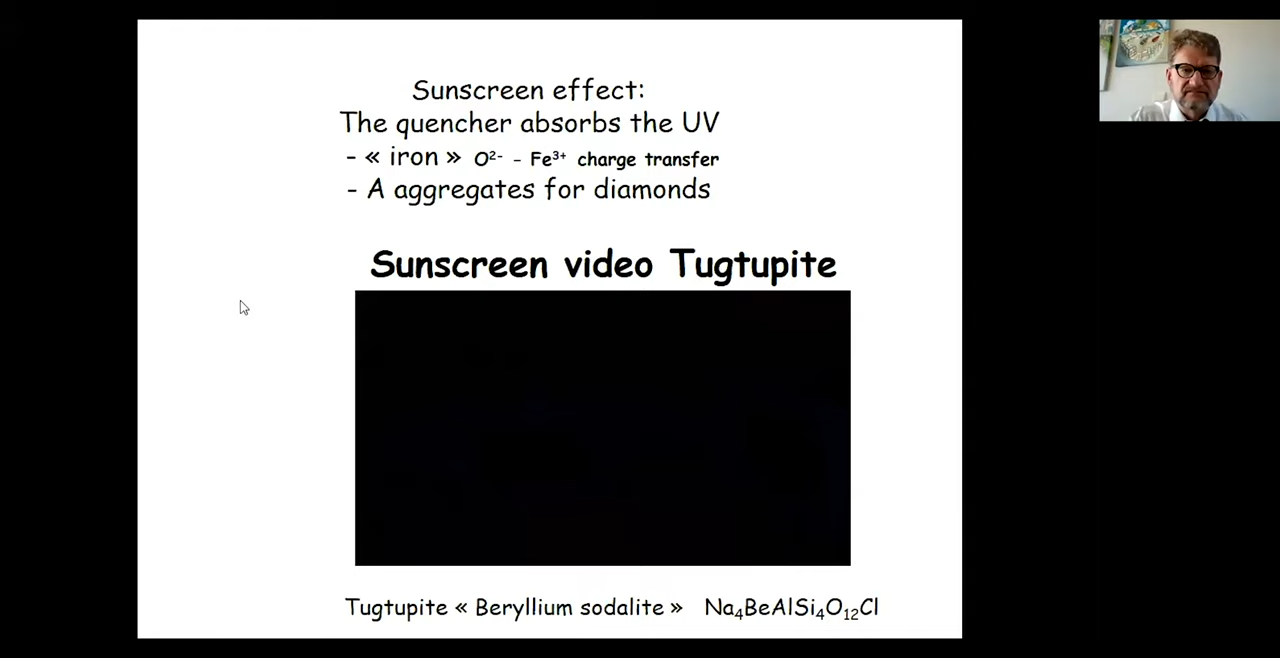 Sunscreen effect:
The quencher absorbs the UV
- « iron » O²⁻ - Fe³⁺ charge transfer
- A aggregates for diamonds
Sunscreen video Tugtupite
Tugtupite « Beryllium sodalite » Na₄BeAlSi₄O₁₂Cl